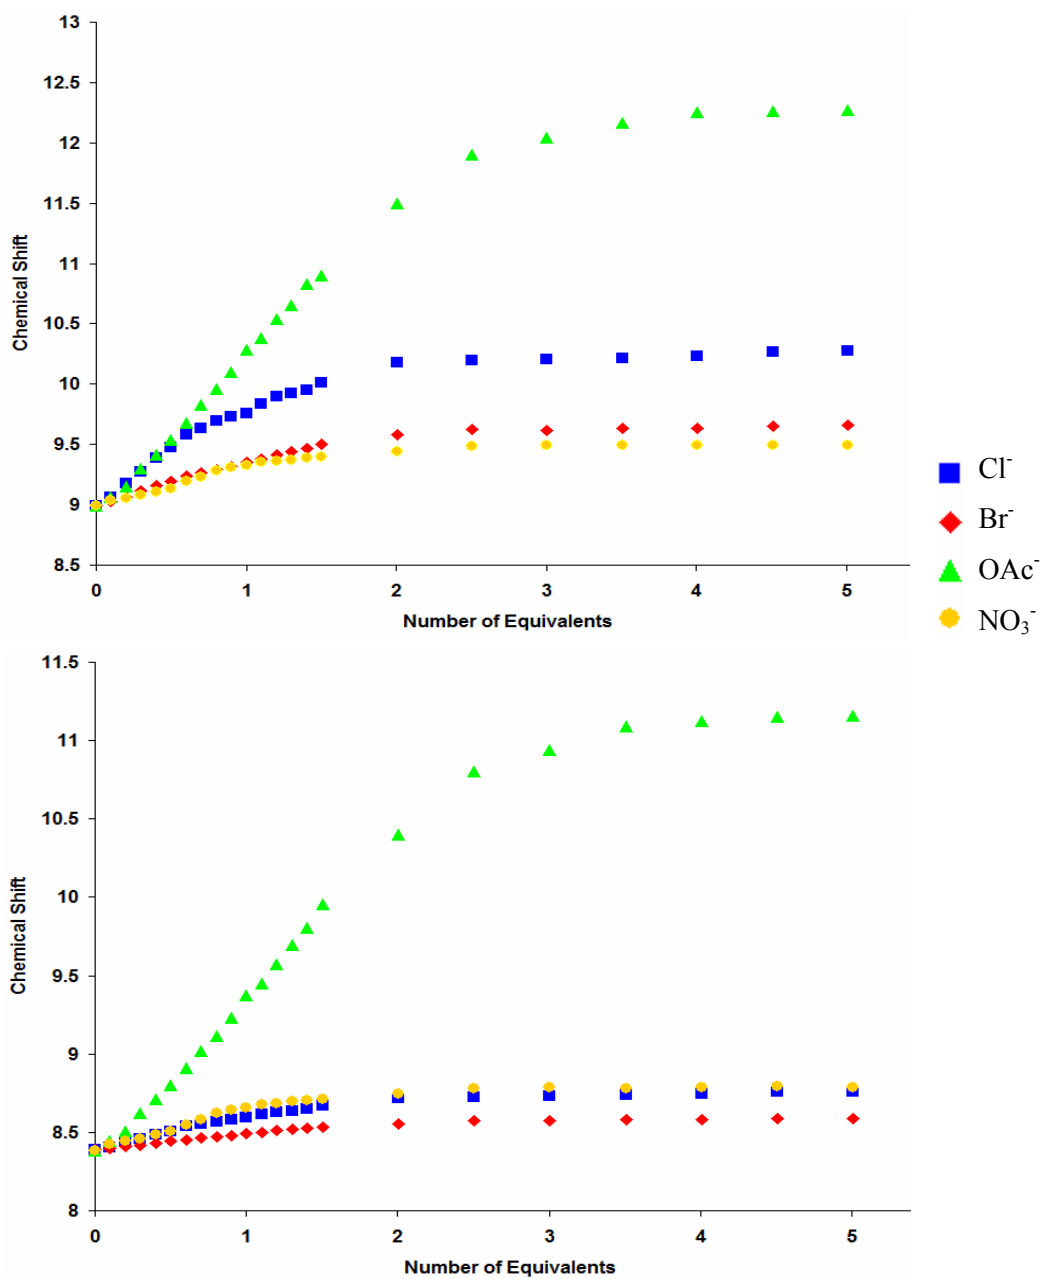 13
12.5
12
11.5
11
10.5
10
9.5
9
8.5
Chemical Shift
0 1 2 3 4 5
Number of Equivalents
Cl-
Br-
OAc-
NO3-
11.5
11
10.5
10
9.5
9
8.5
8
Chemical Shift
0 1 2 3 4 5
Number of Equivalents